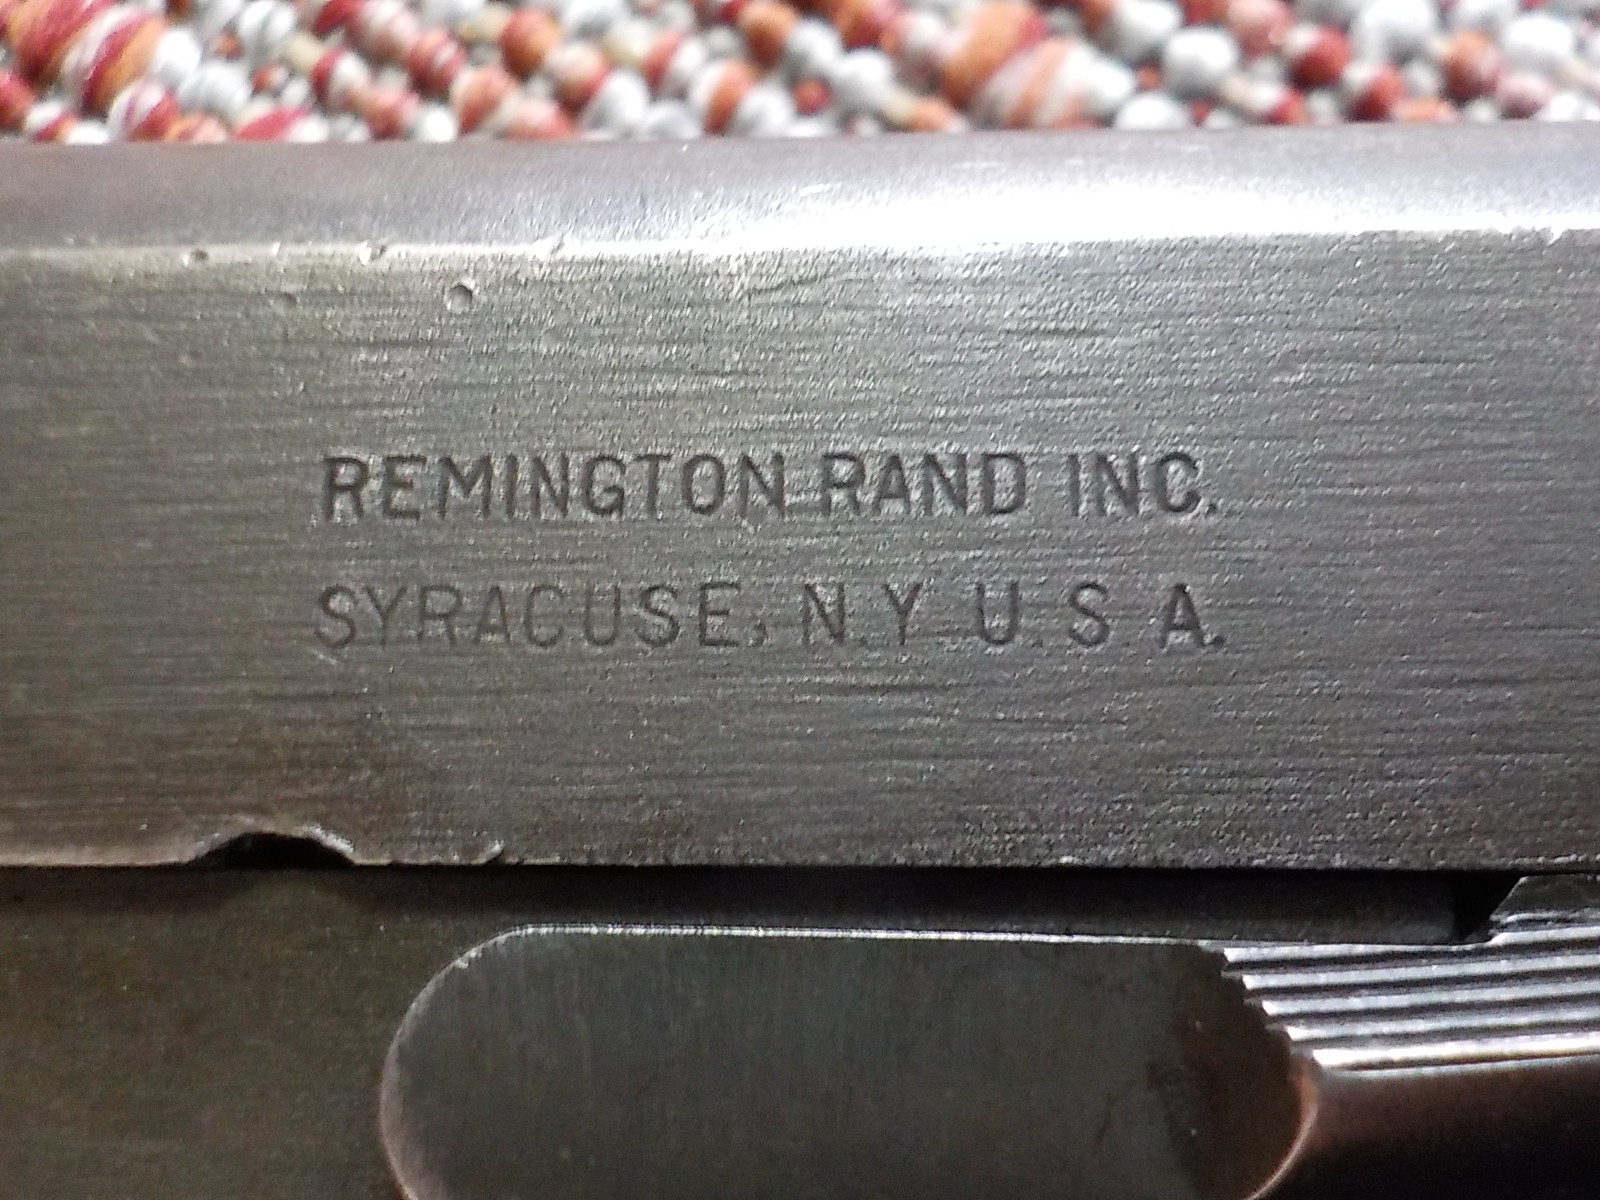 REMINGTON RAND INC.
SYRACUSE, N.Y. U.S.A.